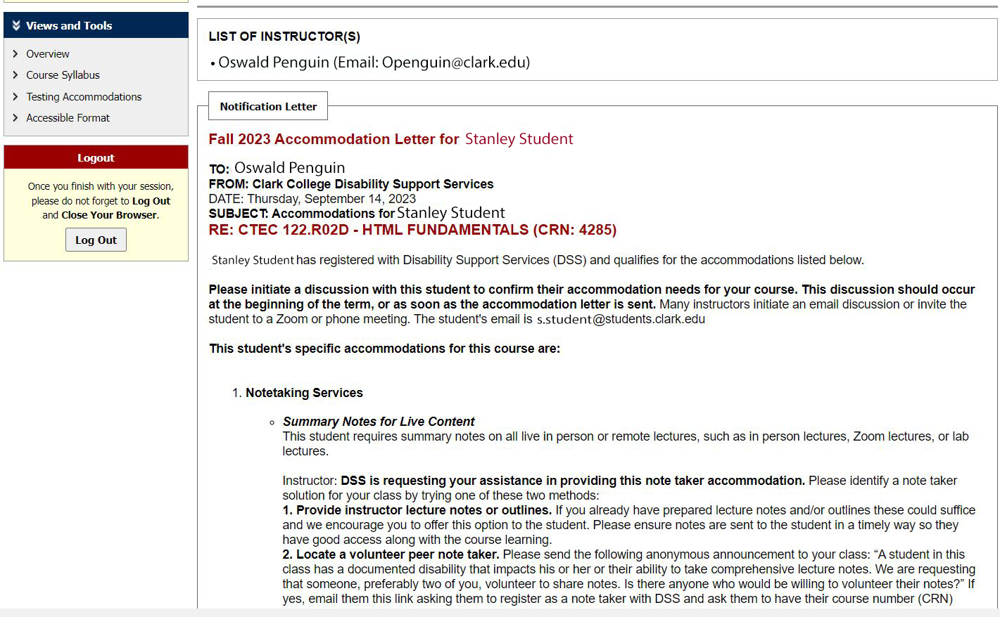 Views and Tools
Overview
Course Syllabus
Testing Accommodations
Accessible Format
Logout
Once you finish with your session,
please do not forget to Log Out
and Close Your Browser.
Log Out
LIST OF INSTRUCTOR(S)
• Oswald Penguin (Email: Openguin@clark.edu)
Notification Letter
Fall 2023 Accommodation Letter for Stanley Student
TO: Oswald Penguin
FROM: Clark College Disability Support Services
DATE: Thursday, September 14, 2023
SUBJECT: Accommodations for Stanley Student
RE: CTEC 122.R02D - HTML FUNDAMENTALS (CRN: 4285)
Stanley Student has registered with Disability Support Services (DSS) and qualifies for the accommodations listed below.
Please initiate a discussion with this student to confirm their accommodation needs for your course. This discussion should occur
at the beginning of the term, or as soon as the accommodation letter is sent. Many instructors initiate an email discussion or invite the
student to a Zoom or phone meeting. The student's email is s.student@students.clark.edu
This student's specific accommodations for this course are:
1. Notetaking Services
Summary Notes for Live Content
This student requires summary notes on all live in person or remote lectures, such as in person lectures, Zoom lectures, or lab
lectures.
Instructor: DSS is requesting your assistance in providing this note taker accommodation. Please identify a note taker
solution for your class by trying one of these two methods:
1. Provide instructor lecture notes or outlines. If you already have prepared lecture notes and/or outlines these could suffice
and we encourage you to offer this option to the student. Please ensure notes are sent to the student in a timely way so they
have good access along with the course learning.
2. Locate a volunteer peer note taker. Please send the following anonymous announcement to your class: “A student in this
class has a documented disability that impacts his or her or their ability to take comprehensive lecture notes. We are requesting
that someone, preferably two of you, volunteer to share notes. Is there anyone who would be willing to volunteer their notes?” If
yes, email them this link asking them to register as a note taker with DSS and ask them to have their course number (CRN)